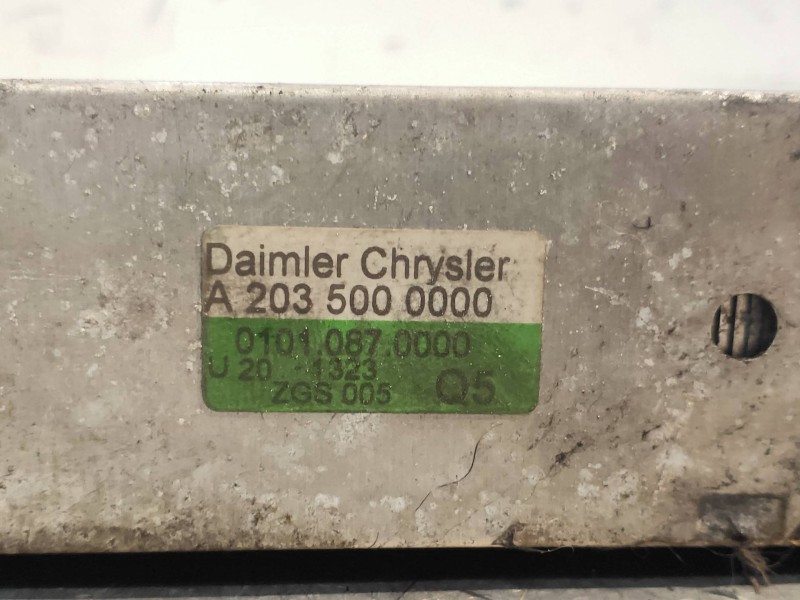 Daimler Chrysler
A 203 500 0000
0101.087.0000
U 20 1323
ZGS 005 Q5